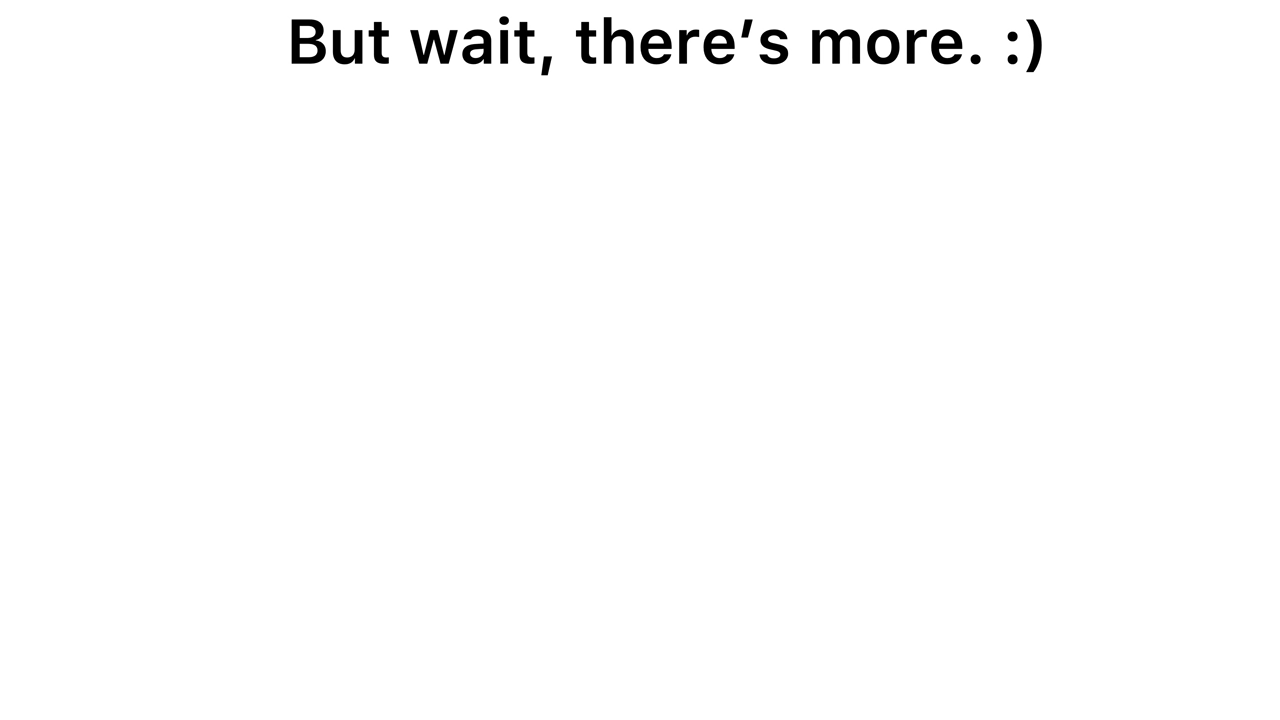 But wait, there’s more. :)